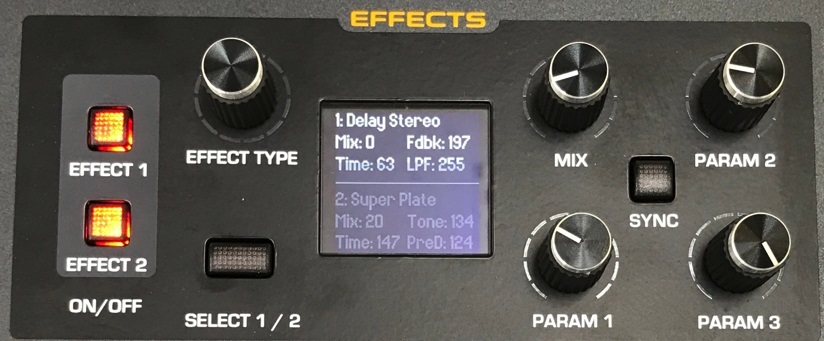 EFFECTS
EFFECT 1
EFFECT 2
ON/OFF
EFFECT TYPE
SELECT 1 / 2
1: Delay Stereo
Mix: 0 Fdbk: 197
Time: 63 LPF: 255
2: Super Plate
Mix: 20 Tone: 134
Time: 147 PreD: 124
MIX
PARAM 2
SYNC
PARAM 1
PARAM 3